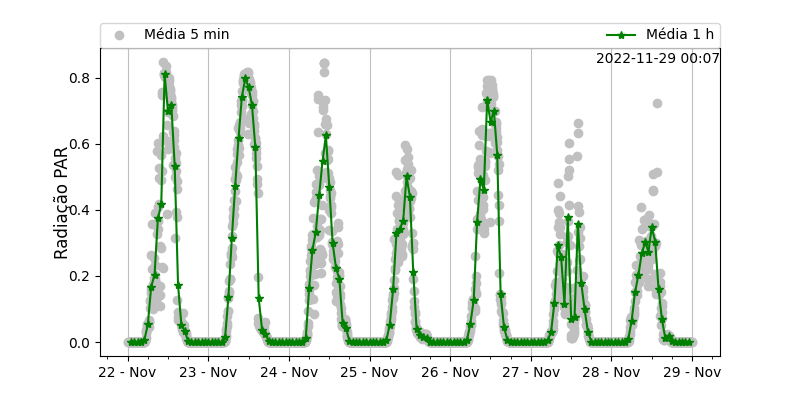 Média 5 min
Média 1 h
2022-11-29 00:07
Radiação PAR
0.8
0.6
0.4
0.2
0.0
22 - Nov
23 - Nov
24 - Nov
25 - Nov
26 - Nov
27 - Nov
28 - Nov
29 - Nov